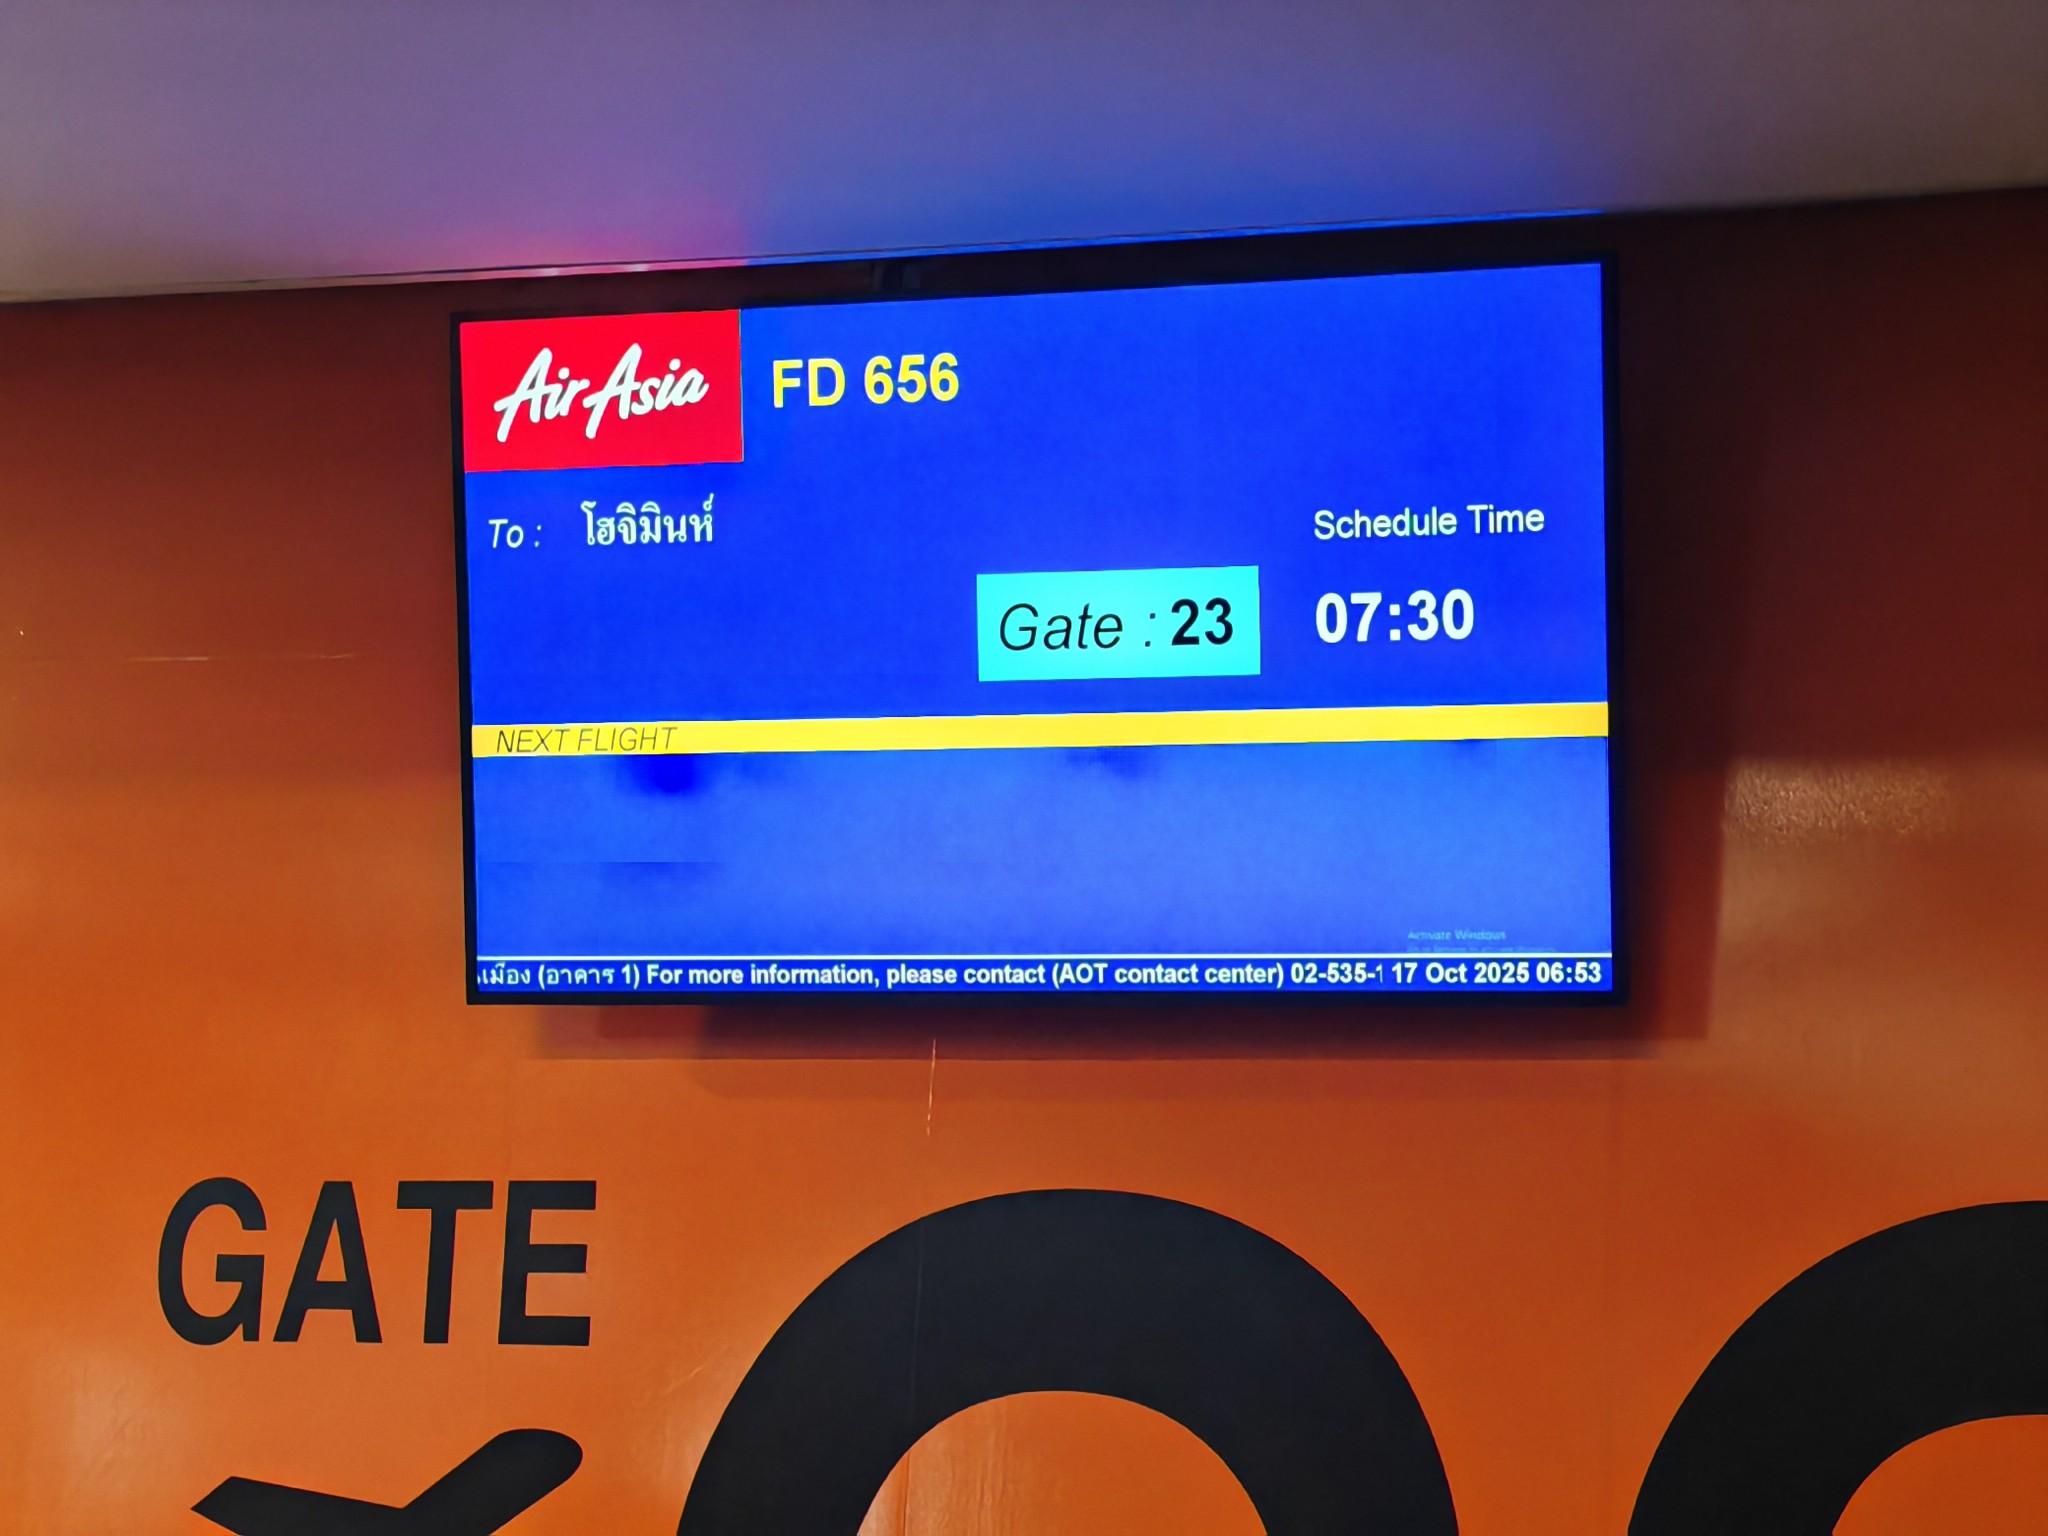 AirAsia
FD 656
To : โฮจิมินห์
Schedule Time
Gate : 23
07:30
NEXT FLIGHT
Activate Windows
เมือง (อาคาร 1) For more information, please contact (AOT contact center) 02-535-1 17 Oct 2025 06:53
GATE